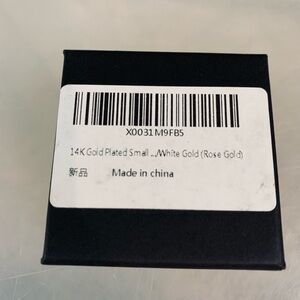 X0031M9FB5
14K Gold Plated Small .../White Gold (Rose Gold)
新品 Made in china